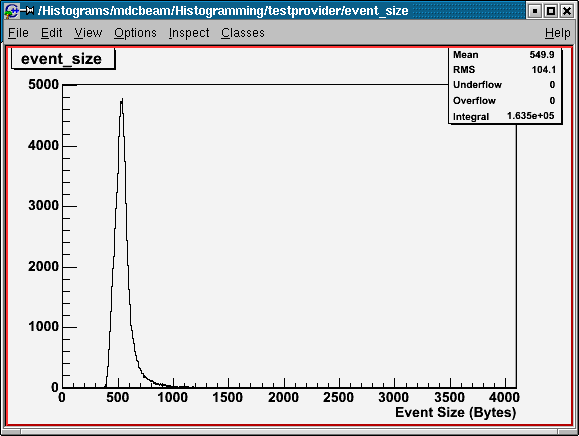 /Histograms/mdcbeam/Histogramming/testprovider/event_size
File Edit View Options Inspect Classes Help
event_size
Mean 549.9
RMS 104.1
Underflow 0
Overflow 0
Integral 1.635e+05
5000
4000
3000
2000
1000
0
0 500 1000 1500 2000 2500 3000 3500 4000
Event Size (Bytes)